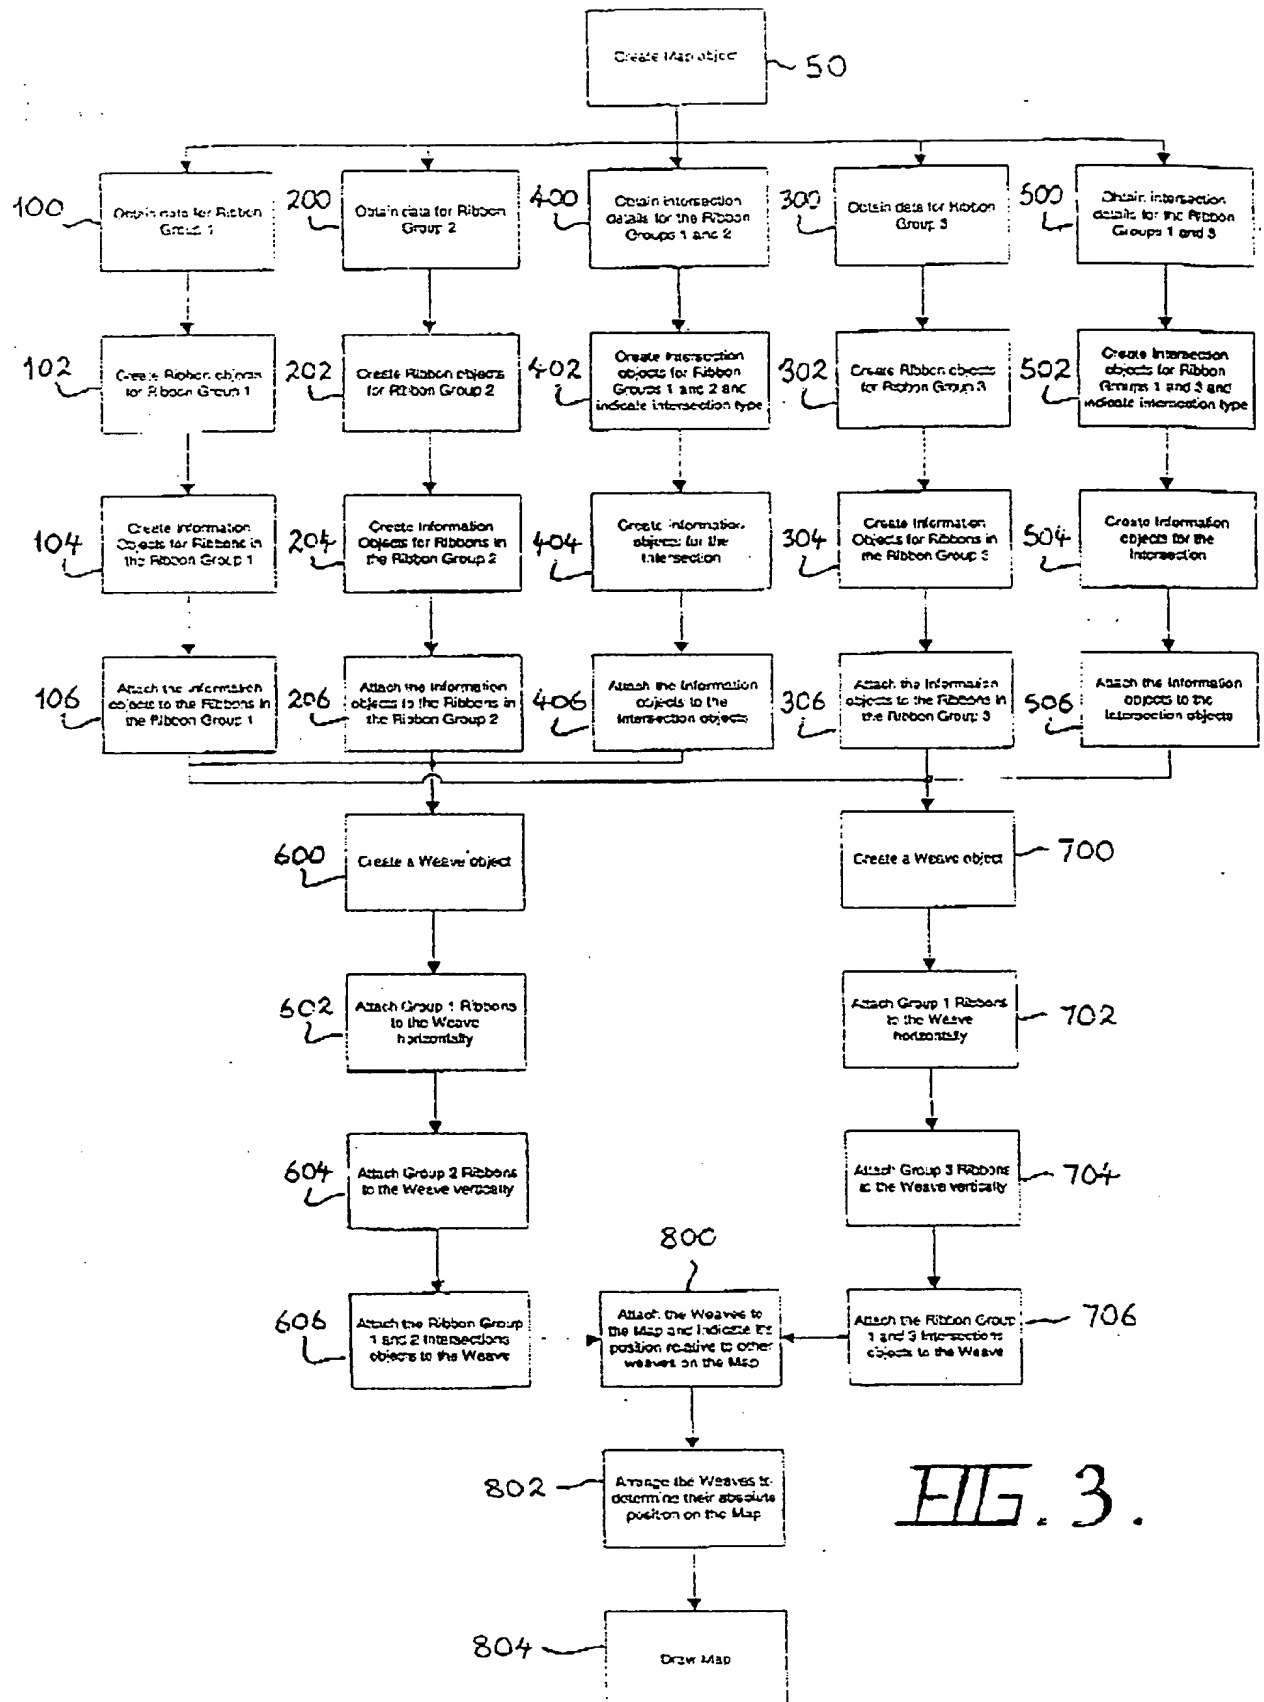 Create Map object
50
100
Obtain data for Ribbon
Group 1
200
Obtain data for Ribbon
Group 2
400
Obtain intersection
details for the Ribbon
Groups 1 and 2
300
Obtain data for Ribbon
Group 3
500
Obtain intersection
details for the Ribbon
Groups 1 and 3
102
Create Ribbon objects
for Ribbon Group 1
202
Create Ribbon objects
for Ribbon Group 2
402
Create Intersection
objects for Ribbon
Groups 1 and 2 and
indicate intersection type
302
Create Ribbon objects
for Ribbon Group 3
502
Create Intersection
objects for Ribbon
Groups 1 and 3 and
indicate intersection type
104
Create Information
Objects for Ribbons in
the Ribbon Group 1
204
Create Information
Objects for Ribbons in
the Ribbon Group 2
404
Create information
objects for the
Intersection
304
Create Information
Objects for Ribbons in
the Ribbon Group 3
504
Create Information
objects for the
Intersection
106
Attach the information
objects to the Ribbons in
the Ribbon Group 1
206
Attach the Information
objects to the Ribbons in
the Ribbon Group 2
406
Attach the Information
objects to the
Intersection objects
306
Attach the Information
objects to the Ribbons in
the Ribbon Group 3
506
Attach the Information
objects to the
Intersection objects
600
Create a Weave object
Create a Weave object
700
602
Attach Group 1 Ribbons
to the Weave
horizontally
Attach Group 1 Ribbons
to the Weave
horizontally
702
604
Attach Group 2 Ribbons
to the Weave vertically
Attach Group 3 Ribbons
to the Weave vertically
704
800
606
Attach the Ribbon Group
1 and 2 Intersections
objects to the Weave
Attach the Weaves to
the Map and indicate its
position relative to other
weaves on the Map
Attach the Ribbon Group
1 and 3 Intersections
objects to the Weave
706
802
Arrange the Weaves to
determine their absolute
position on the Map
FIG. 3.
804
Draw Map